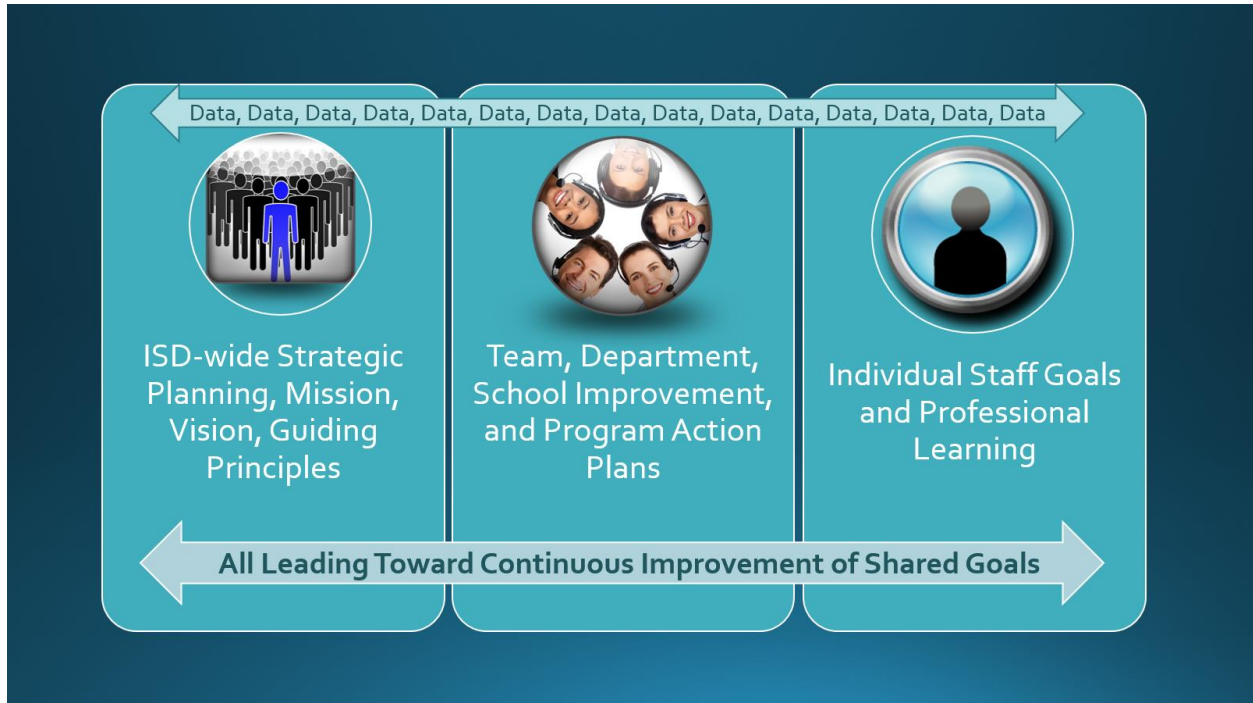 Data, Data, Data, Data, Data, Data, Data, Data, Data, Data, Data, Data, Data, Data, Data
ISD-wide Strategic
Planning, Mission,
Vision, Guiding
Principles
Team, Department,
School Improvement,
and Program Action
Plans
Individual Staff Goals
and Professional
Learning
All Leading Toward Continuous Improvement of Shared Goals